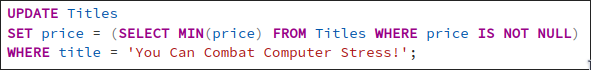 UPDATE Titles
SET price = (SELECT MIN(price) FROM Titles WHERE price IS NOT NULL)
WHERE title = 'You Can Combat Computer Stress!';